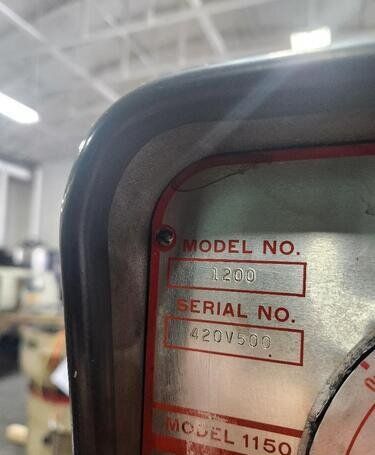 MODEL NO.
1200
SERIAL NO.
420V500
MODEL 1150